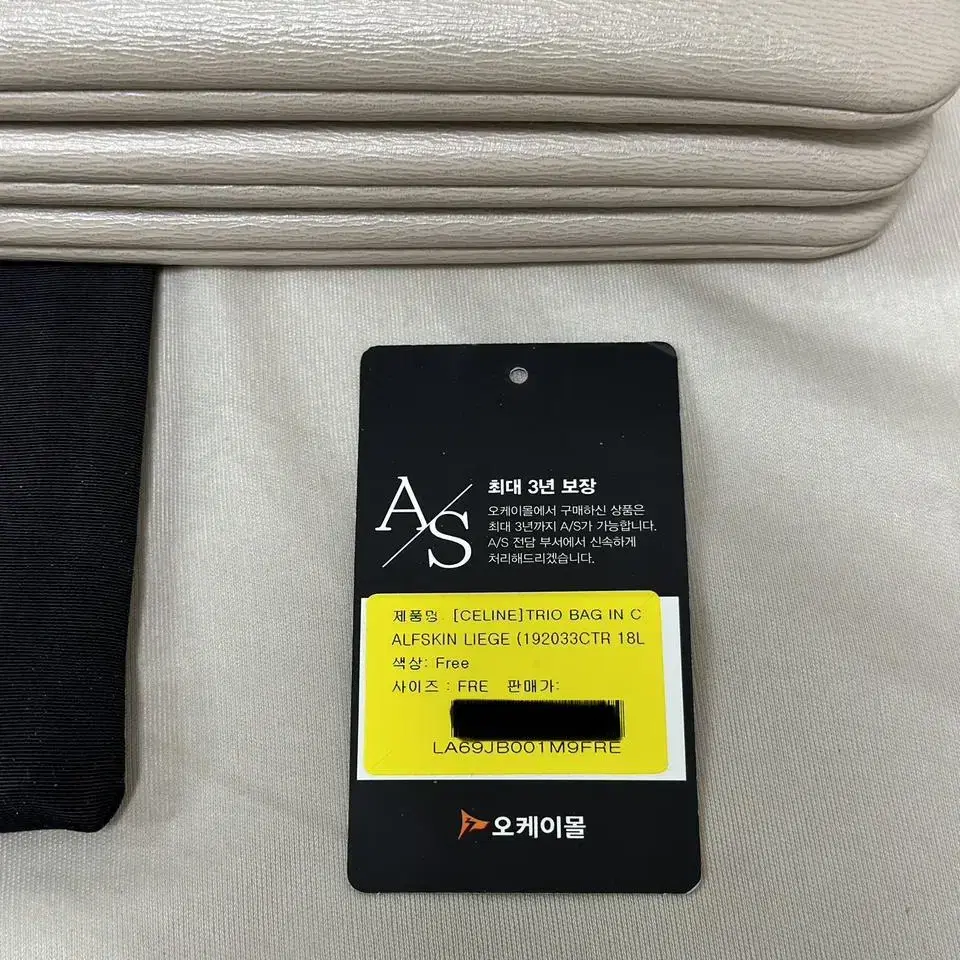 A/S
최대 3년 보장
오케이몰에서 구매하신 상품은
최대 3년까지 A/S가 가능합니다.
A/S 전담 부서에서 신속하게
처리해드리겠습니다.
제품명. [CELINE]TRIO BAG IN C
ALFSKIN LIEGE (192033CTR 18L
색상: Free
사이즈 : FRE 판매가:
LA69JB001M9FRE
오케이몰